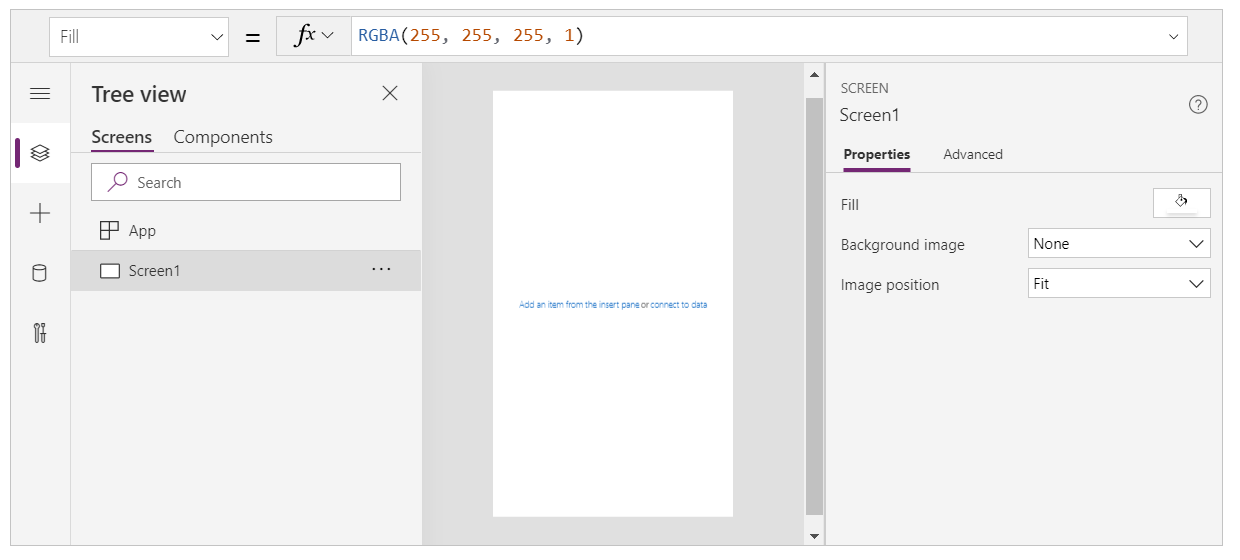 Fill
=
fx
RGBA(255, 255, 255, 1)
Tree view
Screens Components
Search
App
Screen1
...
Add an item from the insert pane or connect to data
SCREEN
Screen1
?
Properties Advanced
Fill
Background image None
Image position Fit